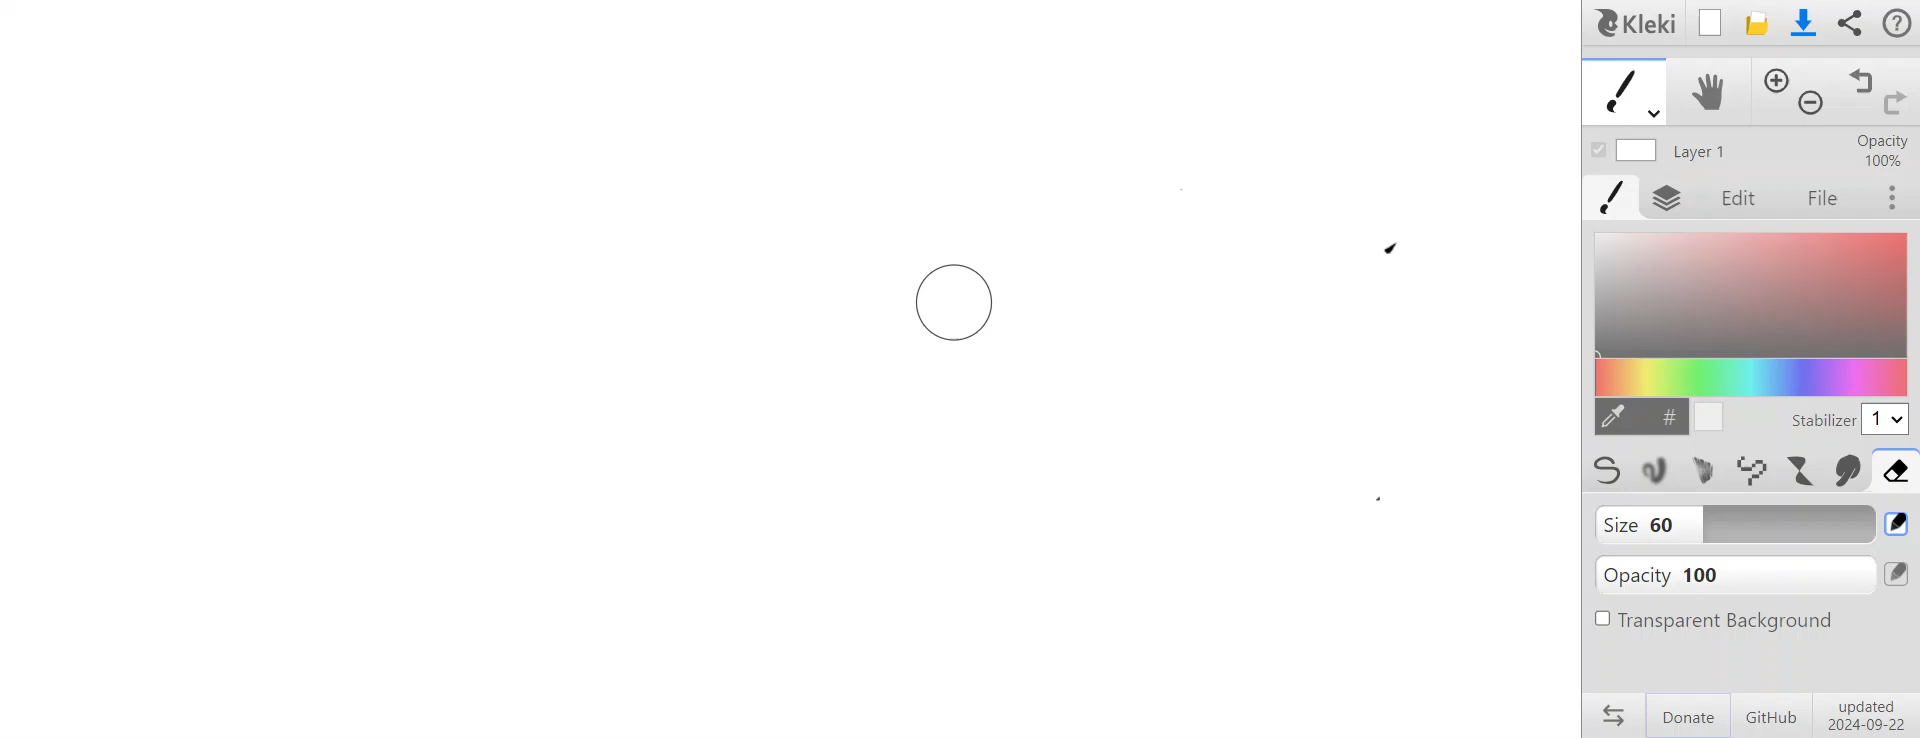 Kleki
Layer 1
Opacity
100%
Edit
File
#
Stabilizer 1
Size 60
Opacity 100
Transparent Background
Donate
GitHub
updated
2024-09-22